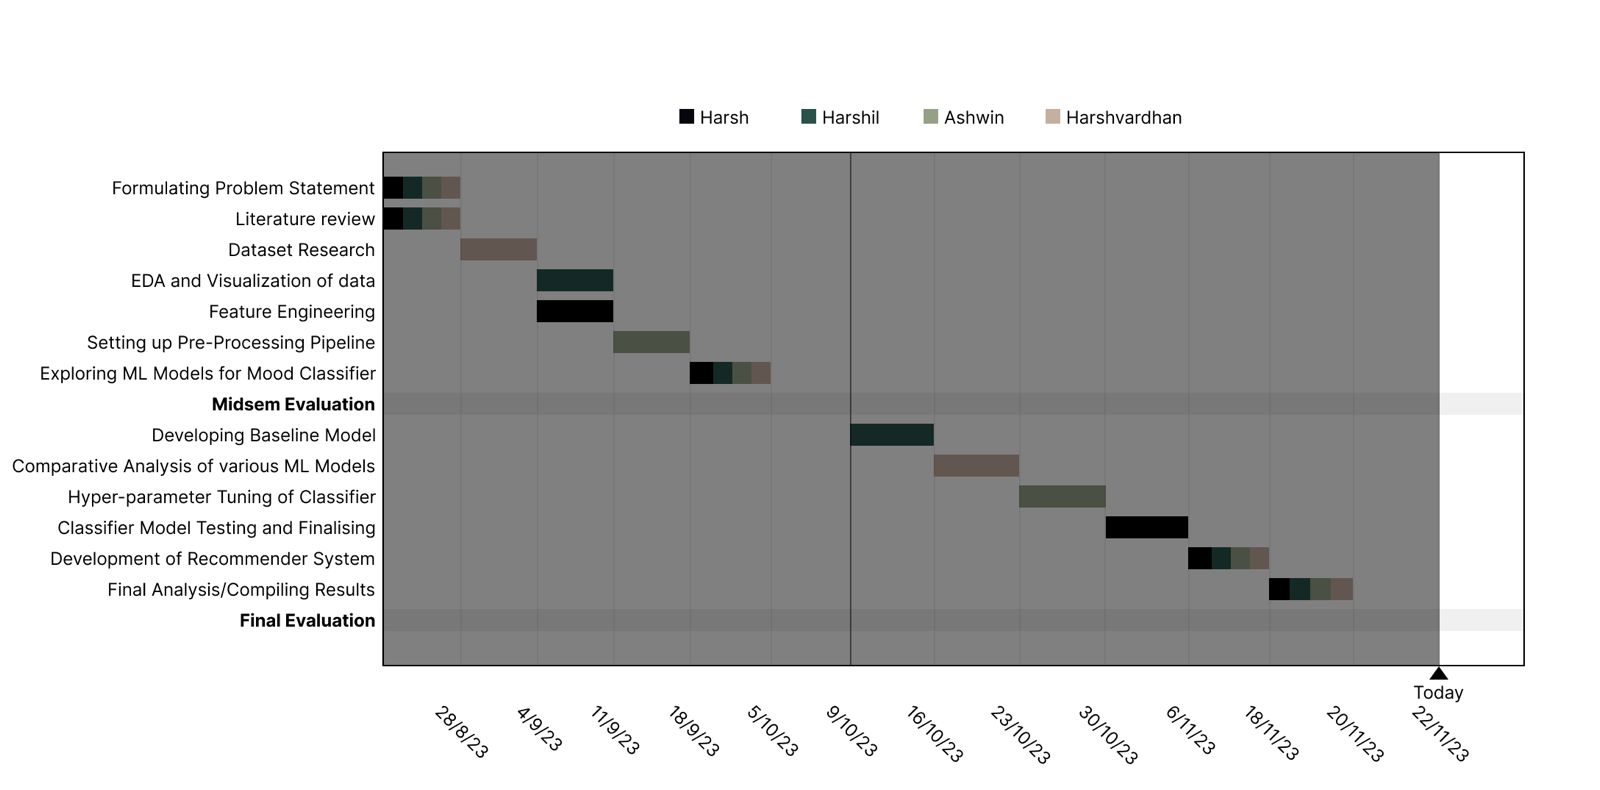 Harsh Harshil Ashwin Harshvardhan
Formulating Problem Statement
Literature review
Dataset Research
EDA and Visualization of data
Feature Engineering
Setting up Pre-Processing Pipeline
Exploring ML Models for Mood Classifier
Midsem Evaluation
Developing Baseline Model
Comparative Analysis of various ML Models
Hyper-parameter Tuning of Classifier
Classifier Model Testing and Finalising
Development of Recommender System
Final Analysis/Compiling Results
Final Evaluation
Today
28/8/23 4/9/23 11/9/23 18/9/23 5/10/23 9/10/23 16/10/23 23/10/23 30/10/23 6/11/23 18/11/23 20/11/23 22/11/23